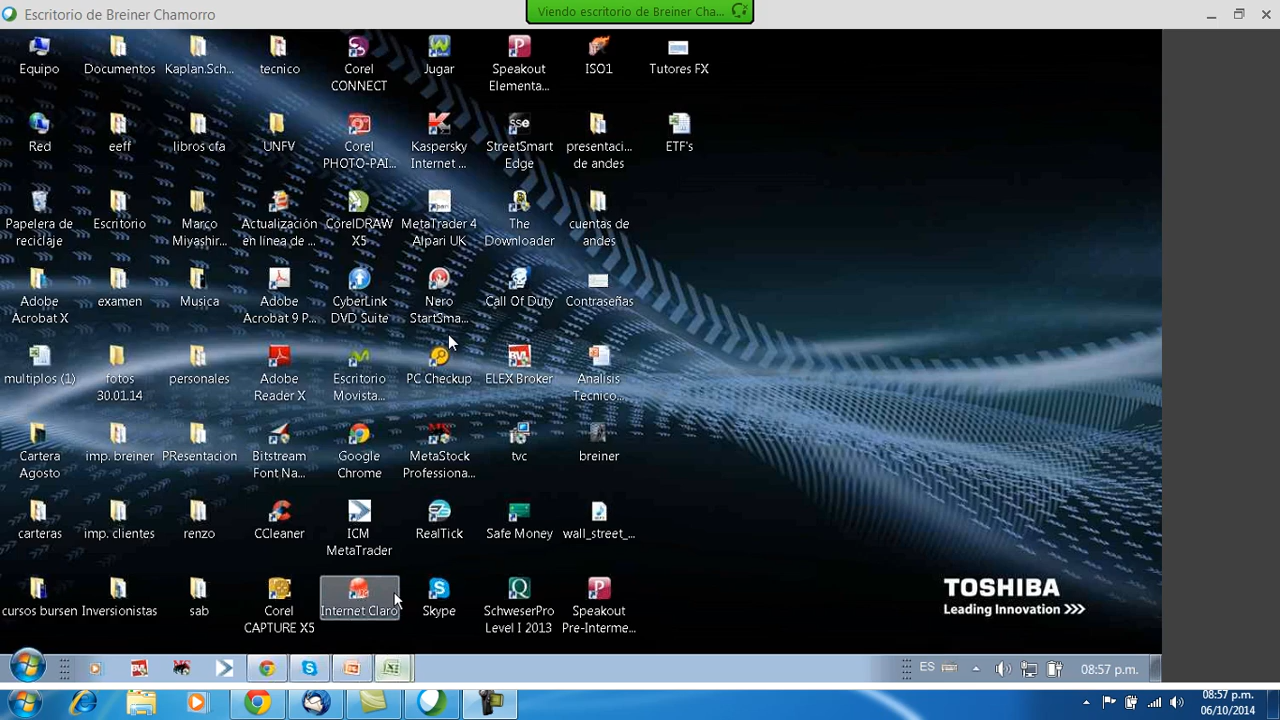 Escritorio de Breiner Chamorro
Viendo escritorio de Breiner Cha...
Equipo
Documentos
Kaplan.Sch...
tecnico
Corel
CONNECT
Jugar
Speakout
Elementa...
ISO1
Tutores FX
Red
eeff
libros cfa
UNFV
Corel
PHOTO-PAI...
Kaspersky
Internet ...
sse
StreetSmart
Edge
presentaci...
de andes
ETF's
Papelera de
reciclaje
Escritorio
Marco
Miyashir...
Actualización
en línea de ...
CorelDRAW
X5
MetaTrader 4
Alpari UK
The
Downloader
cuentas de
andes
Adobe
Acrobat X
examen
Musica
Adobe
Acrobat 9 P...
CyberLink
DVD Suite
Nero
StartSma...
Call Of Duty
Contraseñas
multiplos (1)
fotos
30.01.14
personales
Adobe
Reader X
Escritorio
Movista...
PC Checkup
BVL
ELEX Broker
Analisis
Tecnico...
Cartera
Agosto
imp. breiner
PResentacion
Bitstream
Font Na...
Google
Chrome
MetaStock
Professiona...
tvc
breiner
carteras
imp. clientes
renzo
CCleaner
ICM
MetaTrader
RealTick
Safe Money
wall_street_...
cursos bursen
Inversionistas
sab
Corel
CAPTURE X5
Internet Claro
Skype
SchweserPro
Level I 2013
Speakout
Pre-Interme...
TOSHIBA
Leading Innovation >>>
BVL
ES
08:57 p.m.
08:57 p.m.
06/10/2014